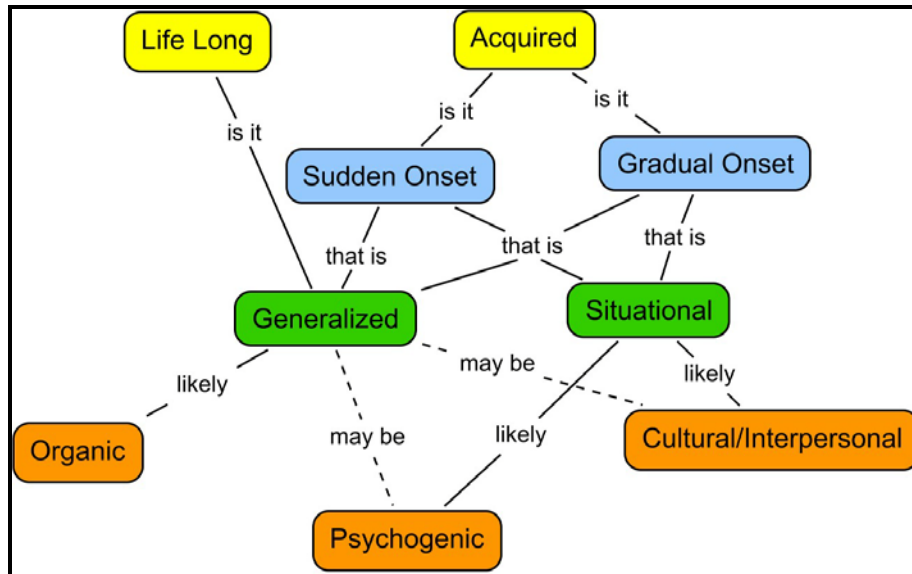 Life Long
Acquired
is it
is it
is it
Sudden Onset
Gradual Onset
that is
that is
that is
Generalized
Situational
likely
may be
likely
may be
likely
Organic
Cultural/Interpersonal
Psychogenic